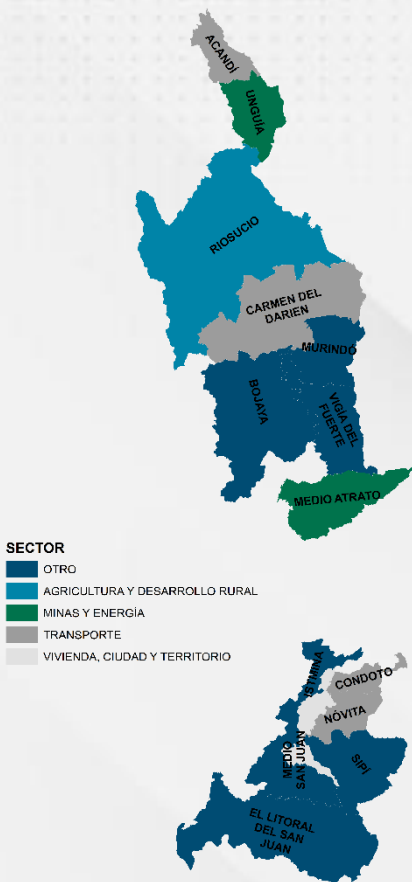 ACANDÍ
UNGUÍA
RIOSUCIO
CARMEN DEL
DARIEN
MURINDÓ
BOJAYA
VIGÍA DEL
FUERTE
MEDIO ATRATO
SECTOR
OTRO
AGRICULTURA Y DESARROLLO RURAL
MINAS Y ENERGÍA
TRANSPORTE
VIVIENDA, CIUDAD Y TERRITORIO
ISTMINA
CONDOTO
NÓVITA
MEDIO
SAN JUAN
SIPÍ
EL LITORAL
DEL SAN
JUAN